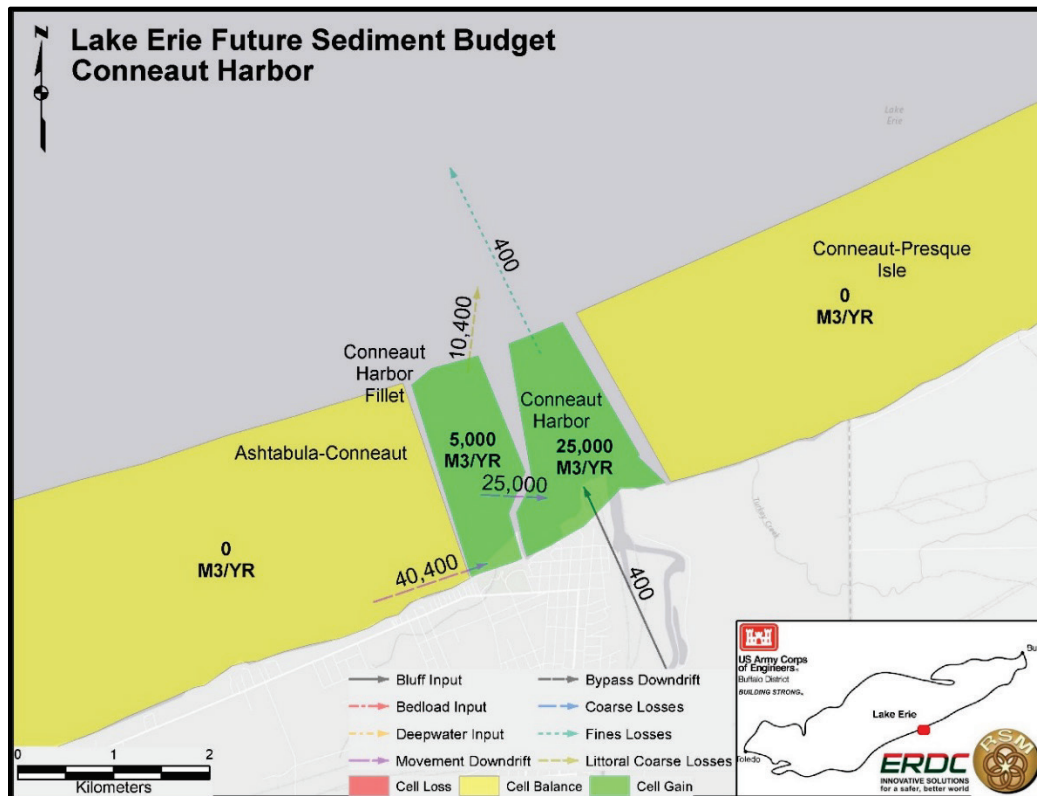 N
Lake Erie Future Sediment Budget
Conneaut Harbor
Lake
Erie
400
Conneaut-Presque
Isle
0
M3/YR
10,400
Conneaut
Harbor
Fillet
Conneaut
Harbor
Ashtabula-Conneaut
5,000
M3/YR
25,000
M3/YR
25,000
Turkey Creek
0
M3/YR
40,400
400
Bluff Input
Bypass Downdrift
Bedload Input
Coarse Losses
Deepwater Input
Fines Losses
Movement Downdrift
Littoral Coarse Losses
Cell Loss
Cell Balance
Cell Gain
0
1
2
Kilometers
US Army Corps
of Engineers®
Buffalo District
BUILDING STRONG®
Bu
Lake Erie
Toledo
ERDC
INNOVATIVE SOLUTIONS
for a safer, better world
RSM